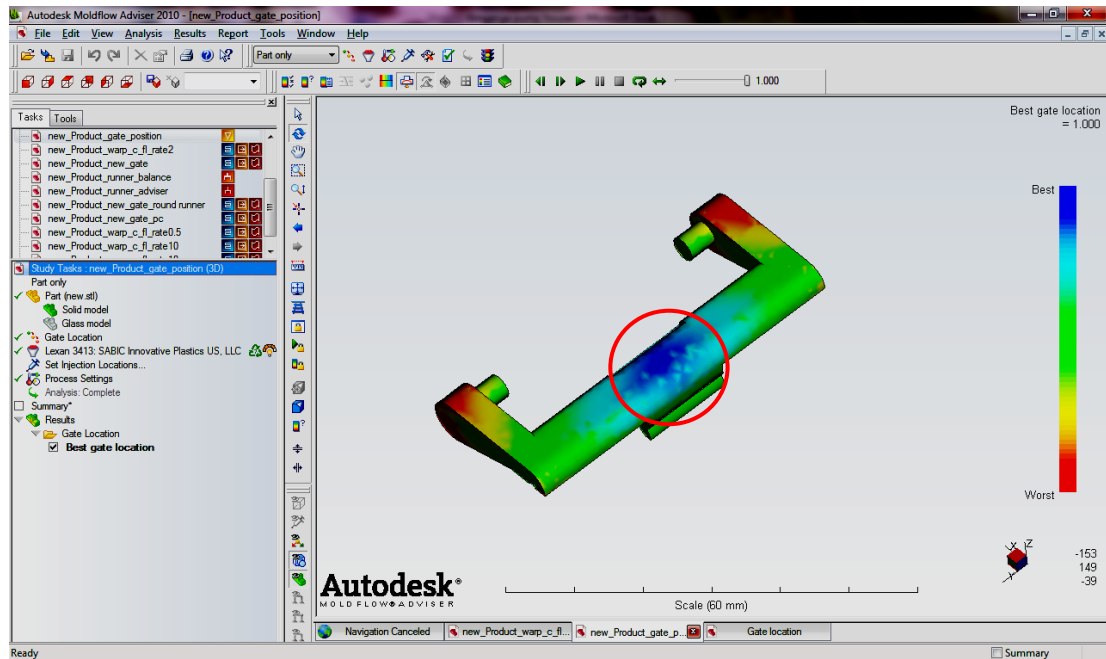 Autodesk Moldflow Adviser 2010 - [new_Product_gate_position]
File Edit View Analysis Results Report Tools Window Help
Part only
1.000
Tasks Tools
new_Product_gate_position
new_Product_warp_c_fl_rate2
new_Product_new_gate
new_Product_runner_balance
new_Product_runner_adviser
new_Product_new_gate_round runner
new_Product_new_gate_pc
new_Product_warp_c_fl_rate0.5
new_Product_warp_c_fl_rate10
Study Tasks : new_Product_gate_position (3D)
Part only
Part (new.stl)
Solid model
Glass model
Gate Location
Lexan 3413: SABIC Innovative Plastics US, LLC
Set Injection Locations...
Process Settings
Analysis: Complete
Summary*
Results
Gate Location
Best gate location
Best gate location
= 1.000
Best
Worst
X Z
Y
-153
149
-39
Autodesk®
MOLDFLOW® ADVISER
Scale (60 mm)
Navigation Canceled new_Product_warp_c_fl... new_Product_gate_p... Gate location
Ready Summary